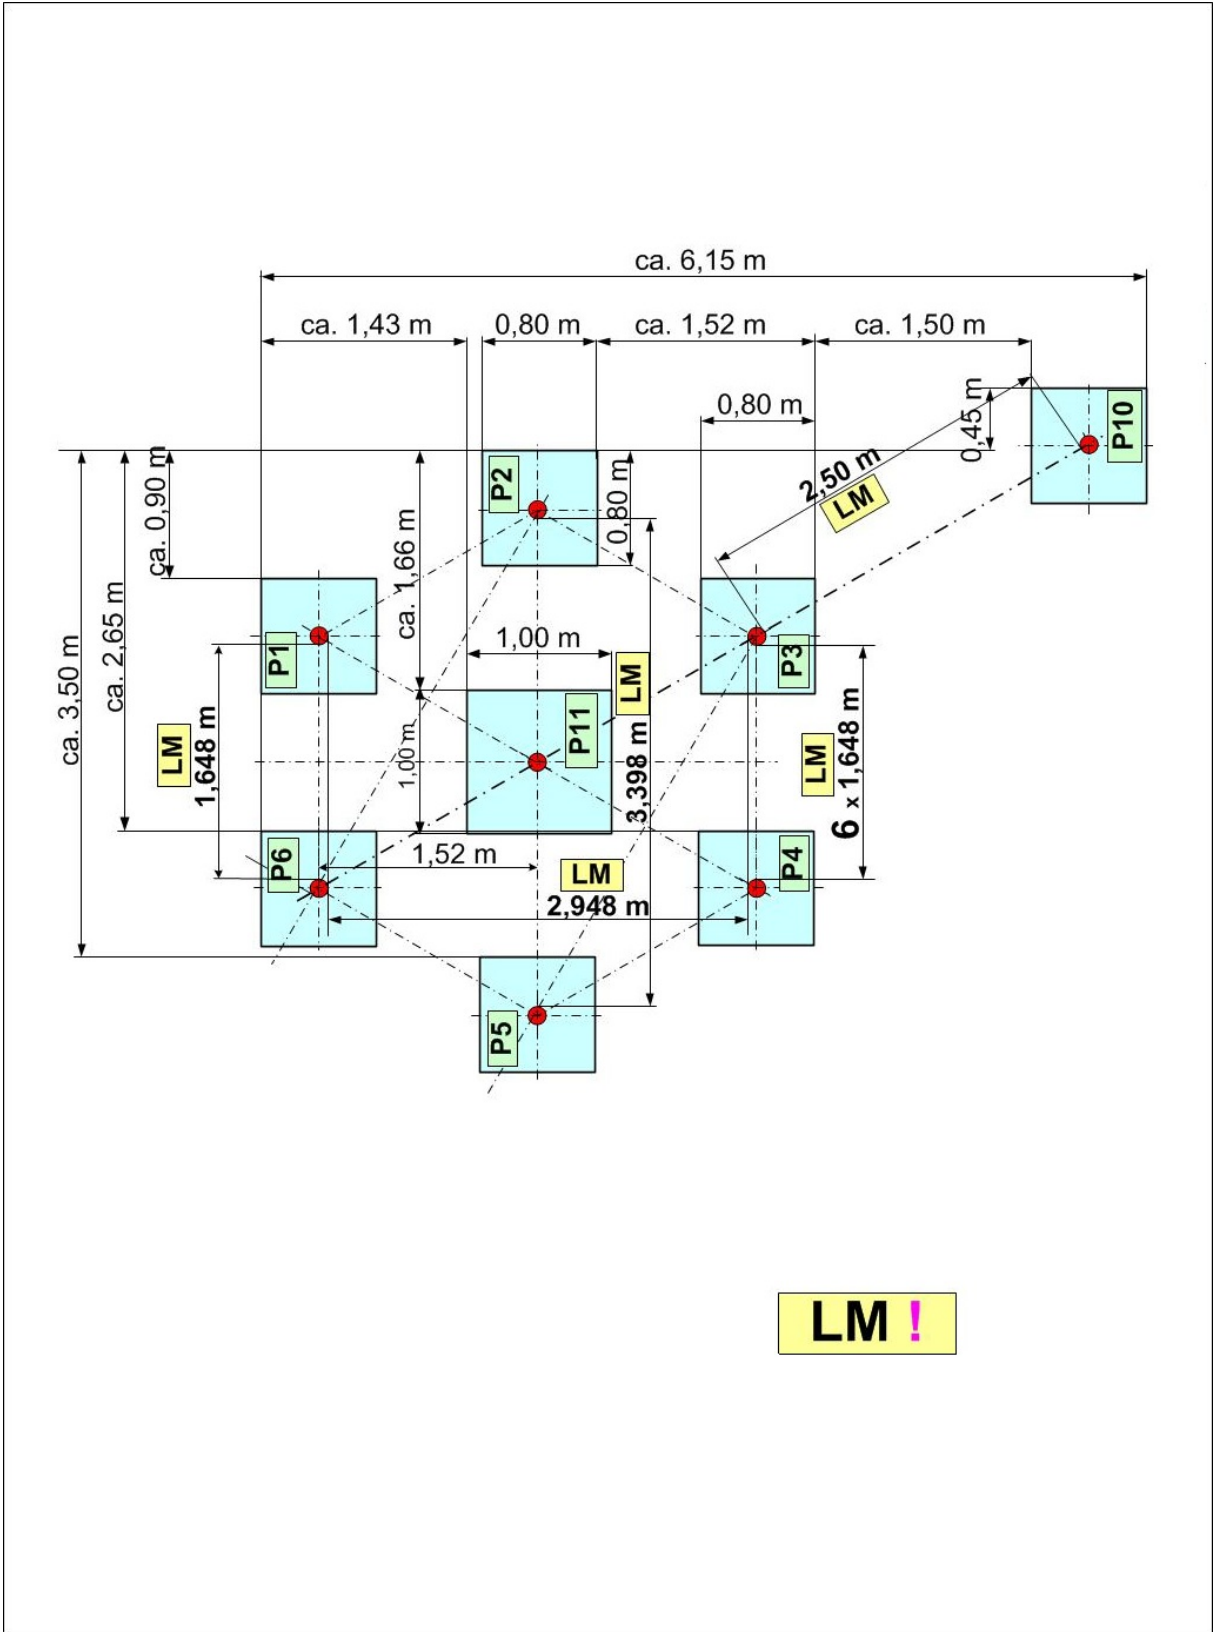 ca. 6,15 m
ca. 1,43 m
0,80 m
ca. 1,52 m
ca. 1,50 m
0,80 m
0,45 m
P10
2,50 m
LM
ca. 0,90 m
P2
0,80 m
ca. 1,66 m
ca. 2,65 m
ca. 3,50 m
P1
1,00 m
LM
P3
P11
1,00 m
3,398 m
LM
1,648 m
LM
6 x 1,648 m
P6
1,52 m
LM
2,948 m
P4
P5
LM !